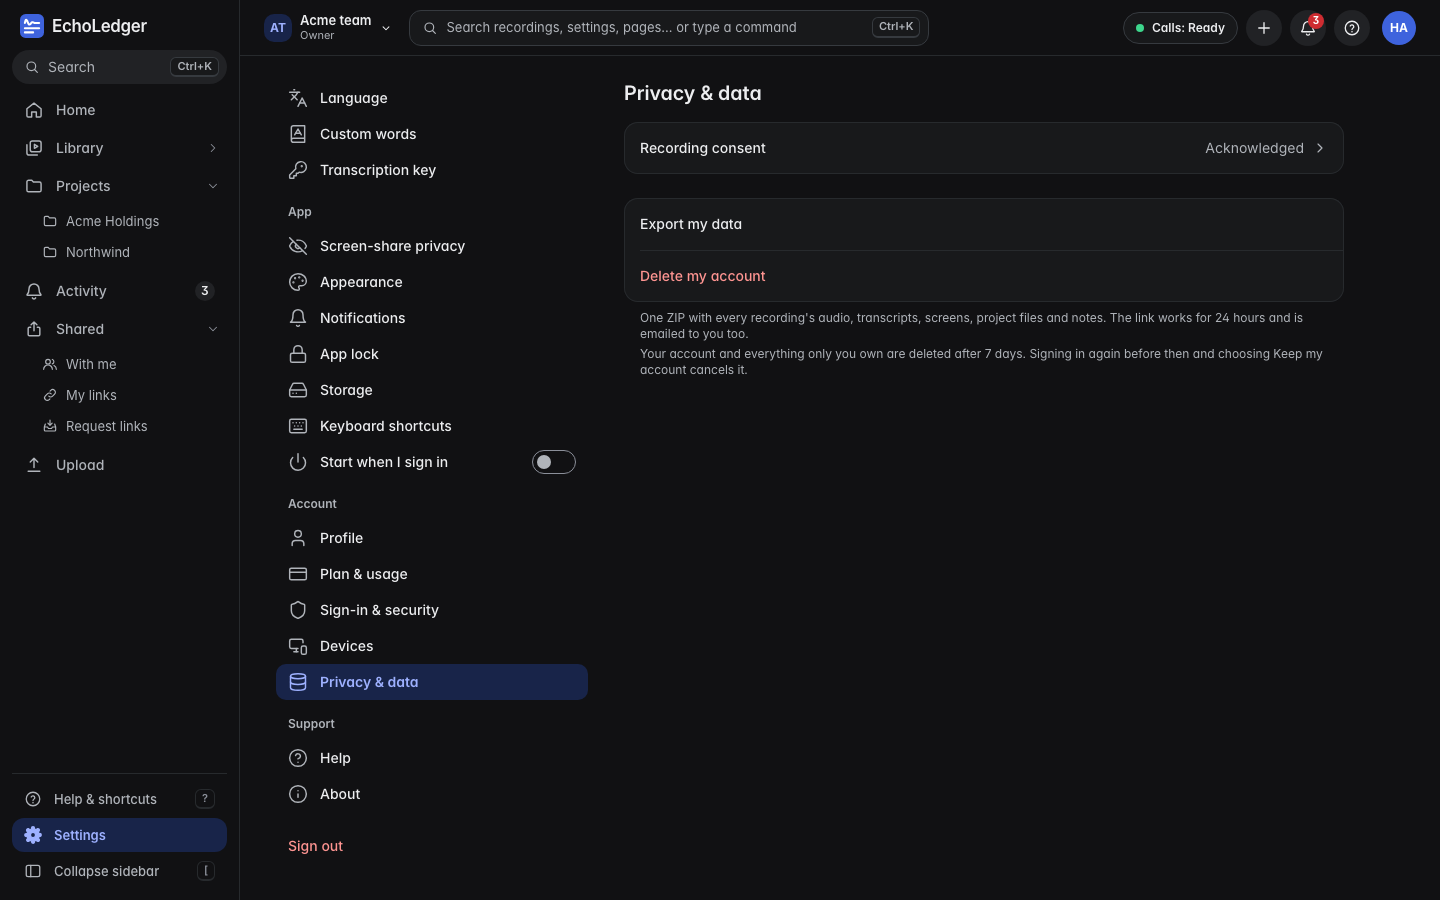 EchoLedger
Search Ctrl+K
Home
Library
Projects
Acme Holdings
Northwind
Activity 3
Shared
With me
My links
Request links
Upload
Help & shortcuts ?
Settings
Collapse sidebar [
AT Acme team
Owner
Search recordings, settings, pages... or type a command Ctrl+K
Calls: Ready
3
HA
Language
Custom words
Transcription key
App
Screen-share privacy
Appearance
Notifications
App lock
Storage
Keyboard shortcuts
Start when I sign in
Account
Profile
Plan & usage
Sign-in & security
Devices
Privacy & data
Support
Help
About
Sign out
Privacy & data
Recording consent Acknowledged
Export my data
Delete my account
One ZIP with every recording's audio, transcripts, screens, project files and notes. The link works for 24 hours and is
emailed to you too.
Your account and everything only you own are deleted after 7 days. Signing in again before then and choosing Keep my
account cancels it.